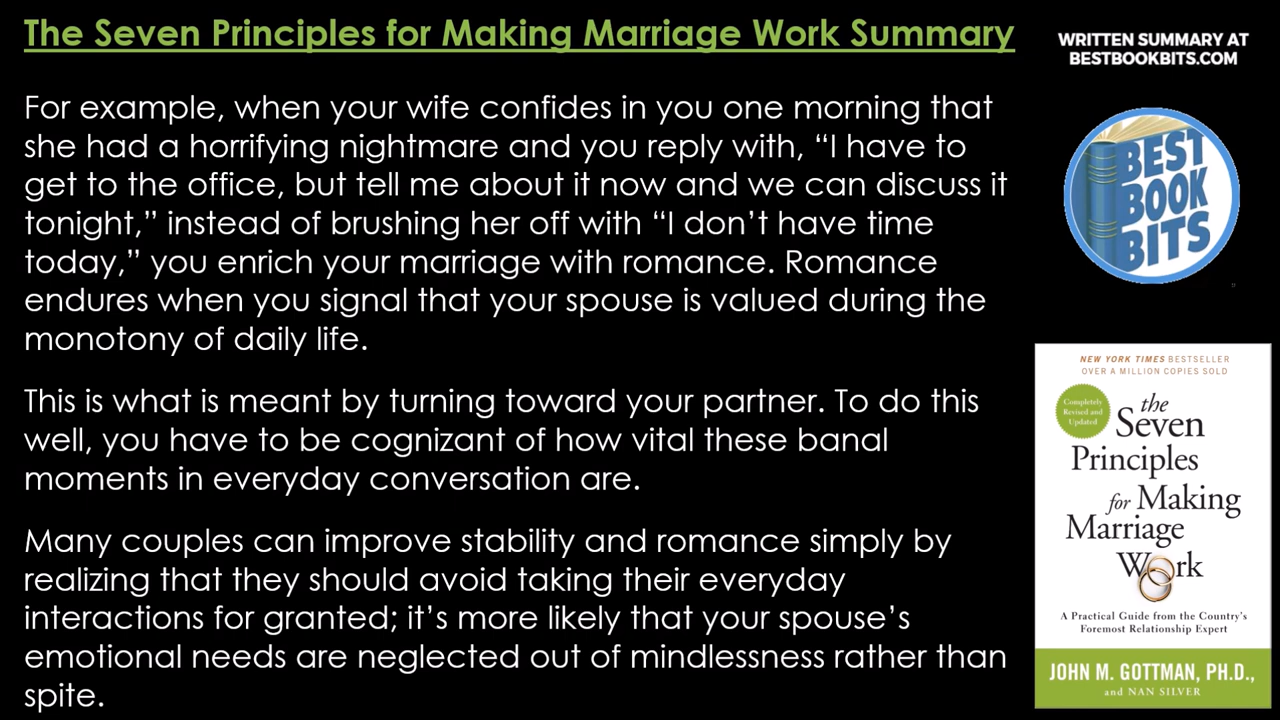 The Seven Principles for Making Marriage Work Summary
For example, when your wife confides in you one morning that
she had a horrifying nightmare and you reply with, “I have to
get to the office, but tell me about it now and we can discuss it
tonight,” instead of brushing her off with “I don’t have time
today,” you enrich your marriage with romance. Romance
endures when you signal that your spouse is valued during the
monotony of daily life.
This is what is meant by turning toward your partner. To do this
well, you have to be cognizant of how vital these banal
moments in everyday conversation are.
Many couples can improve stability and romance simply by
realizing that they should avoid taking their everyday
interactions for granted; it’s more likely that your spouse’s
emotional needs are neglected out of mindlessness rather than
spite.
WRITTEN SUMMARY AT
BESTBOOKBITS.COM
BEST
BOOK
BITS
NEW YORK TIMES BESTSELLER
OVER A MILLION COPIES SOLD
Completely
Revised and
Updated
the
Seven
Principles
for Making
Marriage
Work
A Practical Guide from the Country's
Foremost Relationship Expert
JOHN M. GOTTMAN, PH.D.,
and NAN SILVER